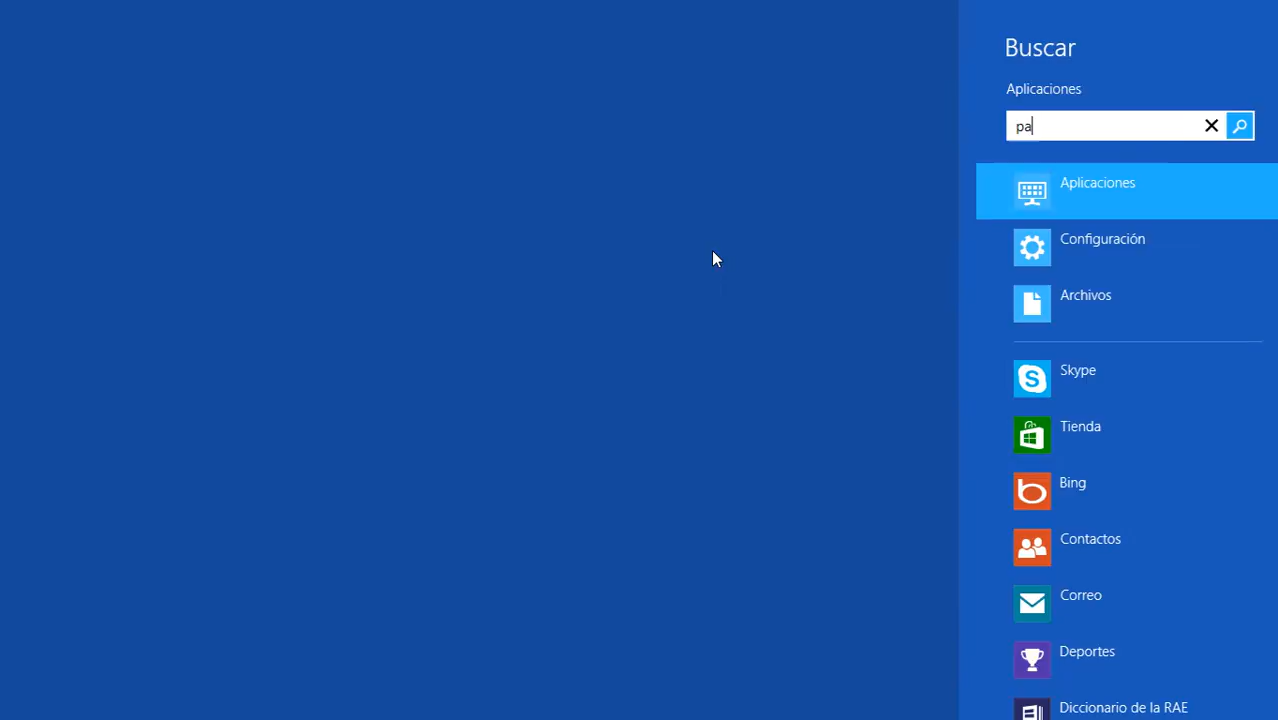 Buscar
Aplicaciones
pa
Aplicaciones
Configuración
Archivos
Skype
Tienda
Bing
Contactos
Correo
Deportes
Diccionario de la RAE